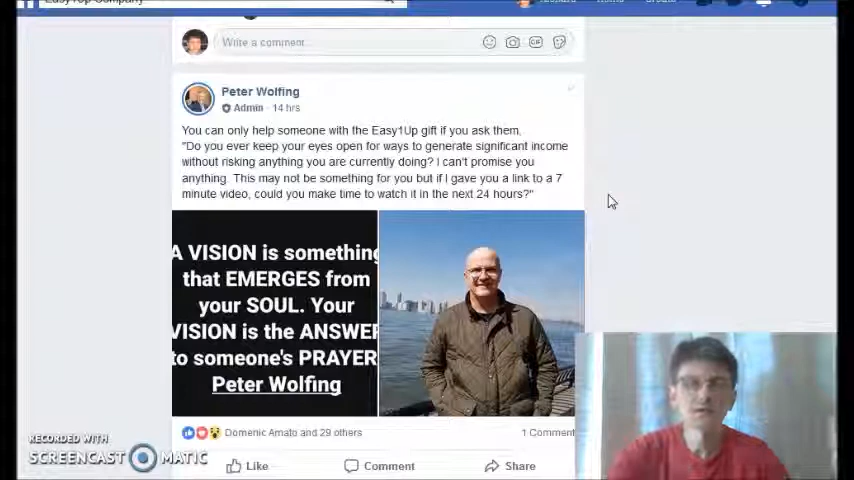 Write a comment...
GIF
Peter Wolfing
Admin · 14 hrs
You can only help someone with the Easy1Up gift if you ask them,
"Do you ever keep your eyes open for ways to generate significant income
without risking anything you are currently doing? I can't promise you
anything. This may not be something for you but if I gave you a link to a 7
minute video, could you make time to watch it in the next 24 hours?"
A VISION is something
that EMERGES from
your SOUL. Your
VISION is the ANSWER
to someone's PRAYER
Peter Wolfing
Domenic Amato and 29 others
1 Comment
Like
Comment
Share
RECORDED WITH
SCREENCAST MATIC